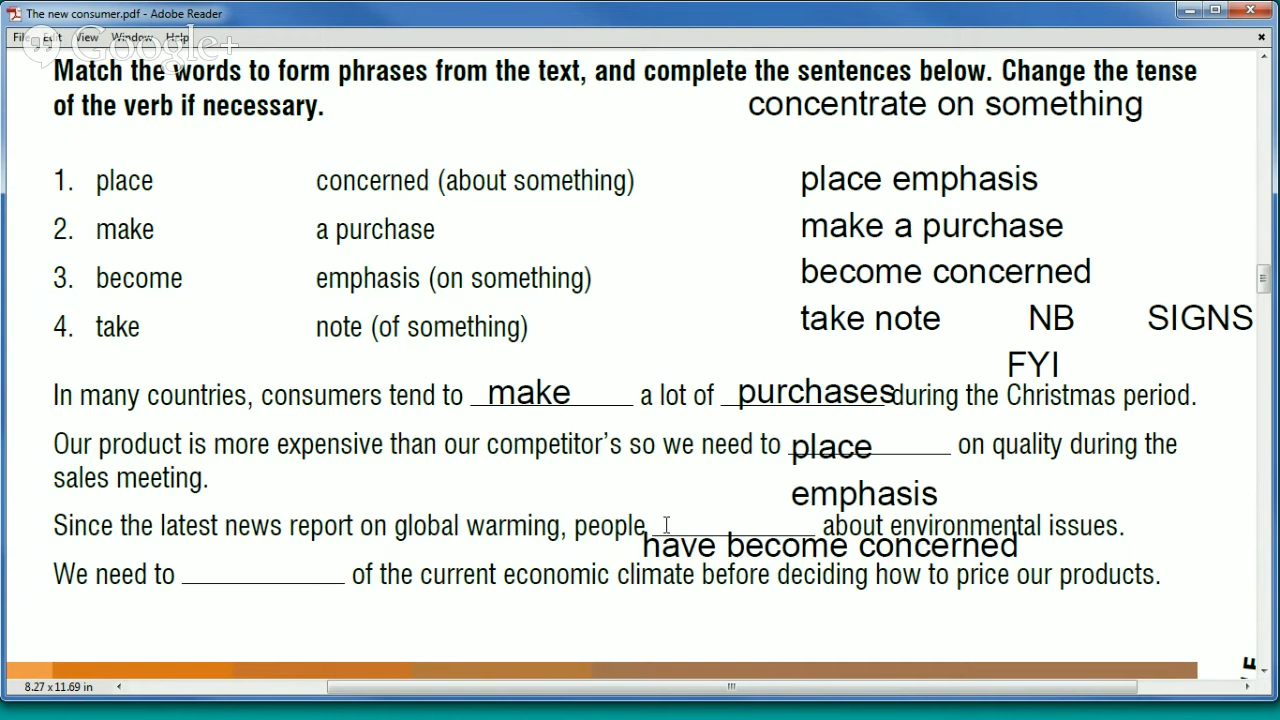 The new consumer.pdf - Adobe Reader
File Edit View Window Help
Google+
Match the words to form phrases from the text, and complete the sentences below. Change the tense
of the verb if necessary.
concentrate on something
1. place concerned (about something) place emphasis
2. make a purchase make a purchase
3. become emphasis (on something) become concerned
4. take note (of something) take note NB SIGNS
FYI
In many countries, consumers tend to make a lot of purchases during the Christmas period.
Our product is more expensive than our competitor's so we need to place on quality during the
sales meeting.
emphasis
Since the latest news report on global warming, people about environmental issues.
have become concerned
We need to of the current economic climate before deciding how to price our products.
8.27 x 11.69 in